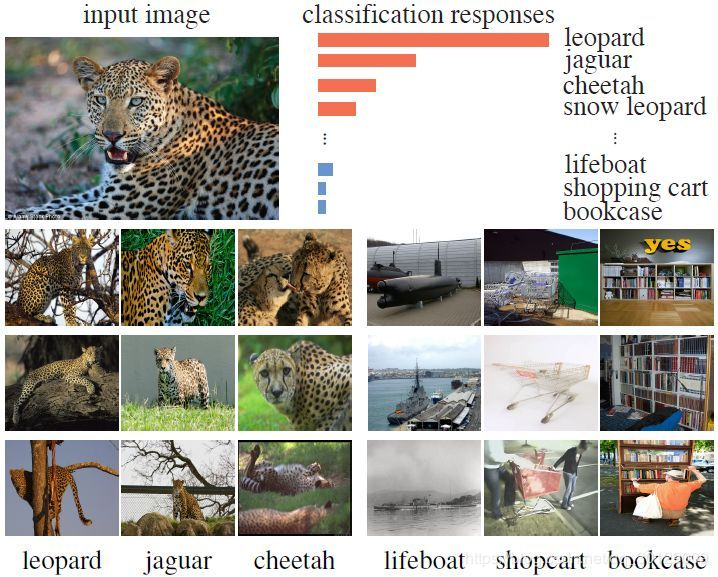 input image
classification responses
leopard
jaguar
cheetah
snow leopard
lifeboat
shopping cart
bookcase
yes
leopard
jaguar
cheetah
lifeboat
shopcart
bookcase